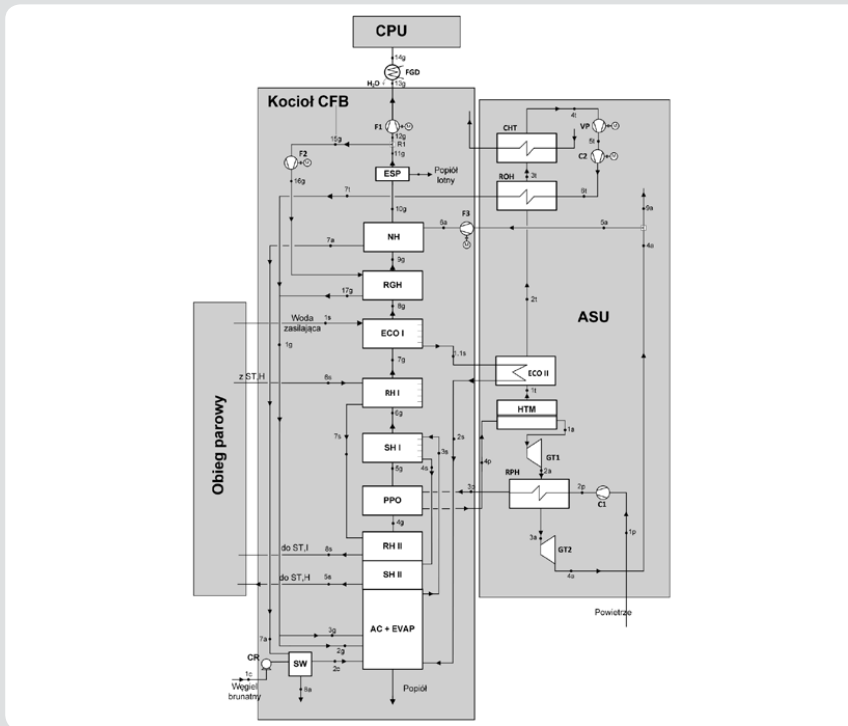 CPU
14g
FGD
H₂O
13g
Kocioł CFB
F1
12g
R1
15g
11g
F2
ESP
Popiół
lotny
16g
7t
10g
NH
7a
6a
F3
9g
RGH
17g
8g
Woda
zasilająca
1s
ECO I
1g
7g
1.1s
z ST,H
6s
RH I
6g
7s
SH I
4s
3s
2s
5g
PPO
4g
RH II
do ST,I
8s
SH II
do ST,H
5s
AC + EVAP
3g
7a
2g
CR
SW
2c
1c
Węgiel
brunatny
8a
Popiół
Obieg parowy
CHT
4t
VP
5t
C2
ROH
3t
6t
9a
5a
4a
2t
ASU
ECO II
1t
HTM
1a
GT1
4p
2a
RPH
3p
2p
C1
3a
1p
GT2
4a
Powietrze